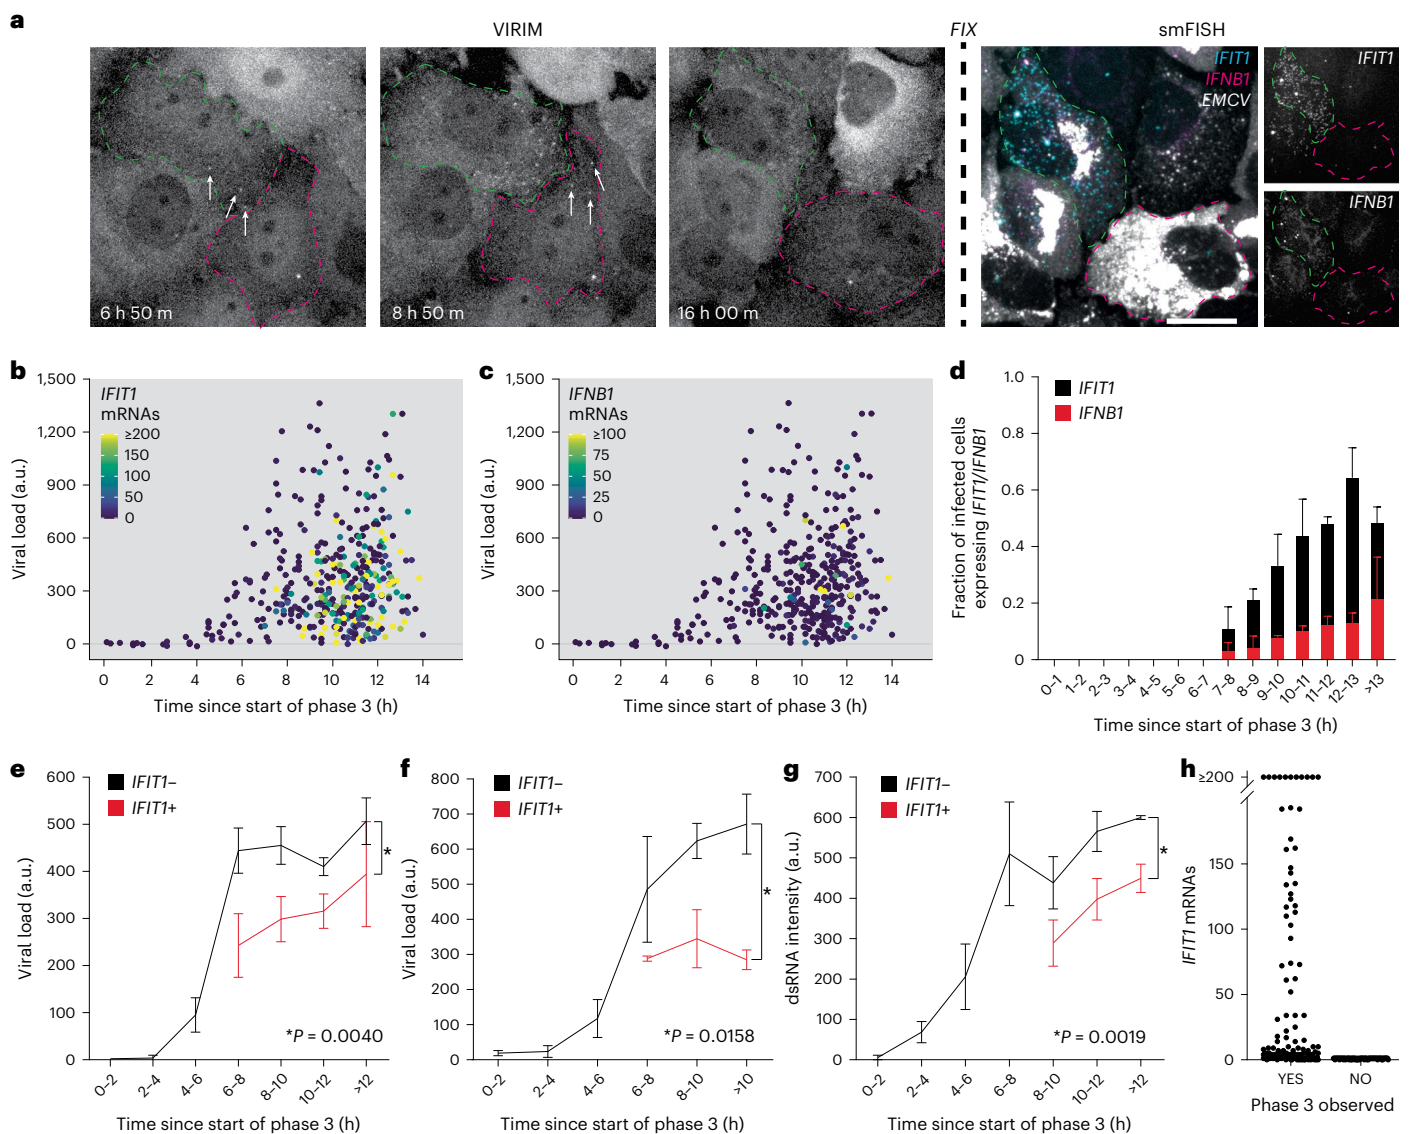 a
VIRIM
FIX
smFISH
6 h 50 m
8 h 50 m
16 h 00 m
IFIT1
IFNB1
EMCV
IFIT1
IFNB1
b
1,500
1,200
900
600
300
0
Viral load (a.u.)
IFIT1
mRNAs
≥200
150
100
50
0
0 2 4 6 8 10 12 14
Time since start of phase 3 (h)
c
1,500
1,200
900
600
300
0
Viral load (a.u.)
IFNB1
mRNAs
≥100
75
50
25
0
0 2 4 6 8 10 12 14
Time since start of phase 3 (h)
d
1.0
0.8
0.6
0.4
0.2
0
Fraction of infected cells
expressing IFIT1/IFNB1
IFIT1
IFNB1
0–1 1–2 2–3 3–4 4–5 5–6 6–7 7–8 8–9 9–10 10–11 11–12 12–13 >13
Time since start of phase 3 (h)
e
600
500
400
300
200
100
0
Viral load (a.u.)
IFIT1−
IFIT1+
*
*P = 0.0040
0–2 2–4 4–6 6–8 8–10 10–12 >12
Time since start of phase 3 (h)
f
800
700
600
500
400
300
200
100
0
Viral load (a.u.)
IFIT1−
IFIT1+
*
*P = 0.0158
0–2 2–4 4–6 6–8 8–10 >10
Time since start of phase 3 (h)
g
700
600
500
400
300
200
100
0
dsRNA intensity (a.u.)
IFIT1−
IFIT1+
*
*P = 0.0019
0–2 2–4 4–6 6–8 8–10 10–12 >12
Time since start of phase 3 (h)
h
≥200
150
100
50
0
IFIT1 mRNAs
YES NO
Phase 3 observed